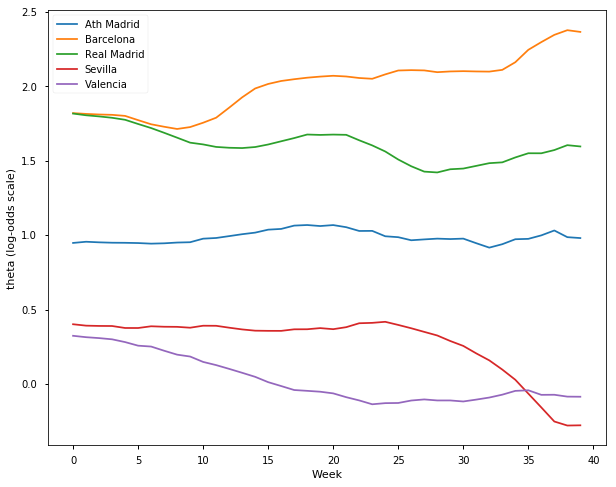 Ath Madrid
Barcelona
Real Madrid
Sevilla
Valencia
theta (log-odds scale)
2.5
2.0
1.5
1.0
0.5
0.0
0 5 10 15 20 25 30 35 40
Week